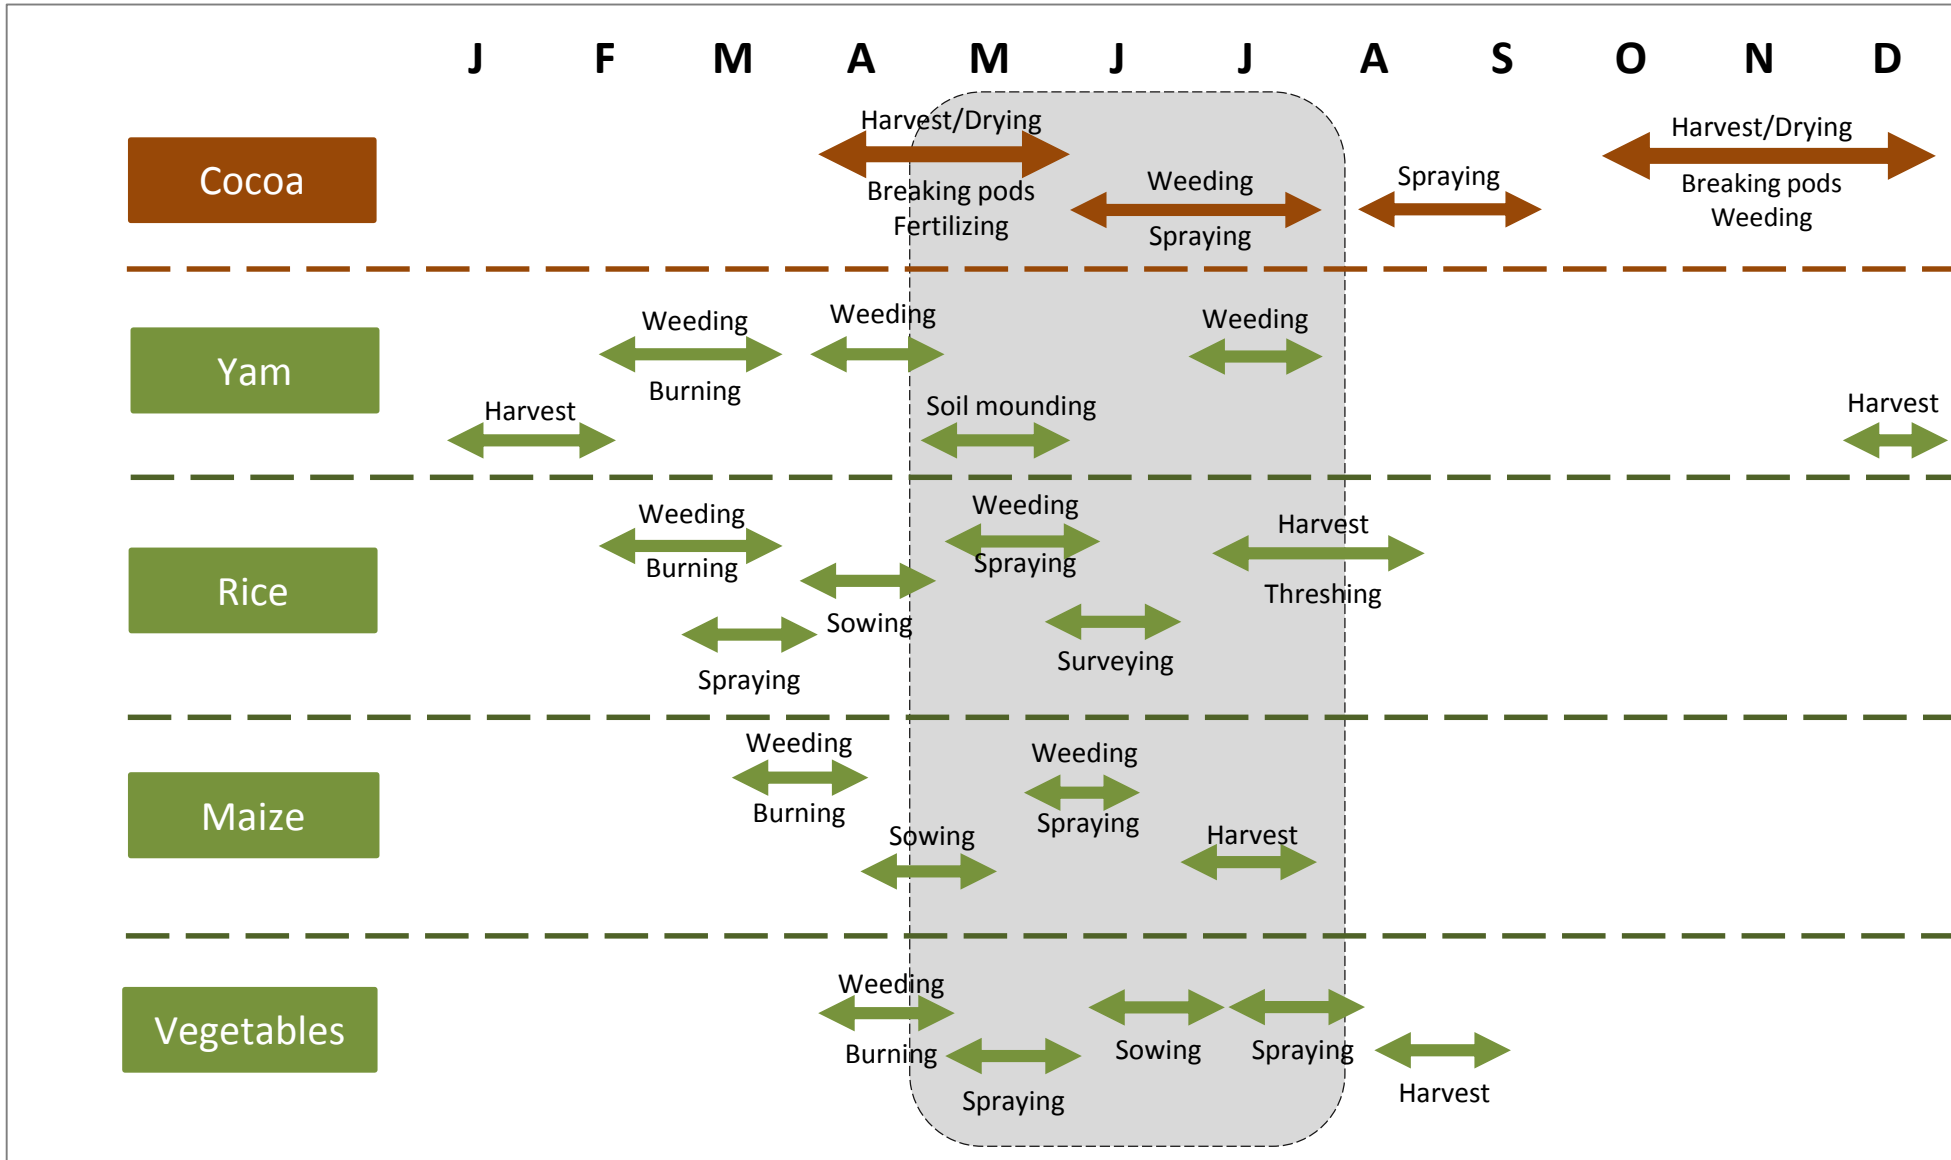 J F M A M J J A S O N D
Harvest/Drying
Harvest/Drying
Cocoa
Weeding
Spraying
Breaking pods
Fertilizing
Spraying
Breaking pods
Weeding
Yam
Weeding
Burning
Weeding
Weeding
Harvest
Soil mounding
Harvest
Rice
Weeding
Burning
Weeding
Spraying
Harvest
Threshing
Sowing
Spraying
Surveying
Maize
Weeding
Burning
Weeding
Spraying
Sowing
Harvest
Vegetables
Weeding
Burning
Spraying
Sowing
Spraying
Harvest